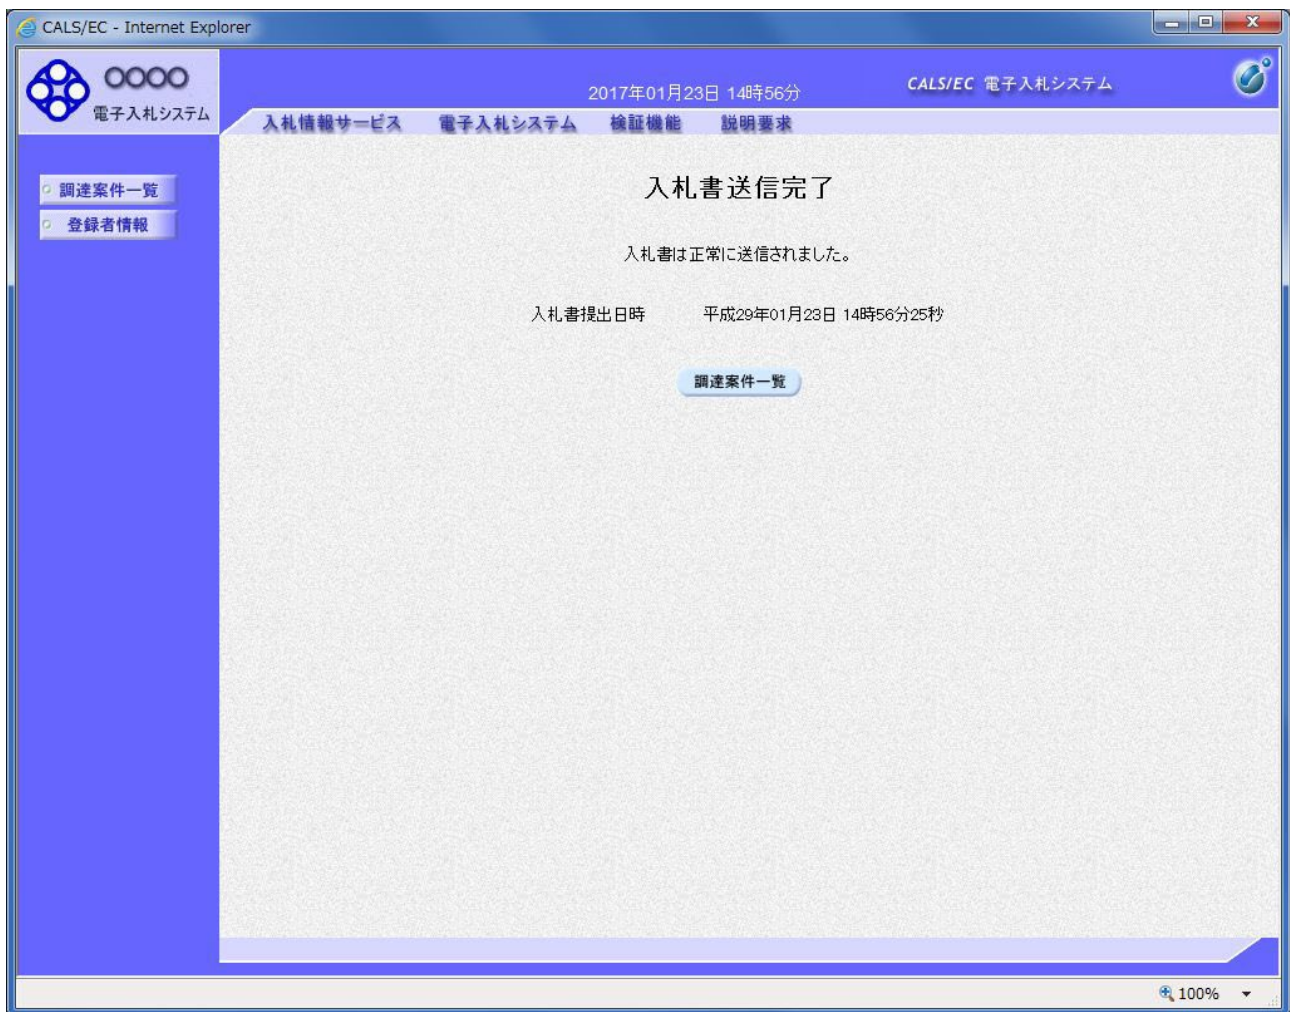 CALS/EC - Internet Explorer
○○○○
電子入札システム
2017年01月23日 14時56分
CALS/EC 電子入札システム
入札情報サービス 電子入札システム 検証機能 説明要求
調達案件一覧
登録者情報
入札書送信完了
入札書は正常に送信されました。
入札書提出日時 平成29年01月23日 14時56分25秒
調達案件一覧
100%